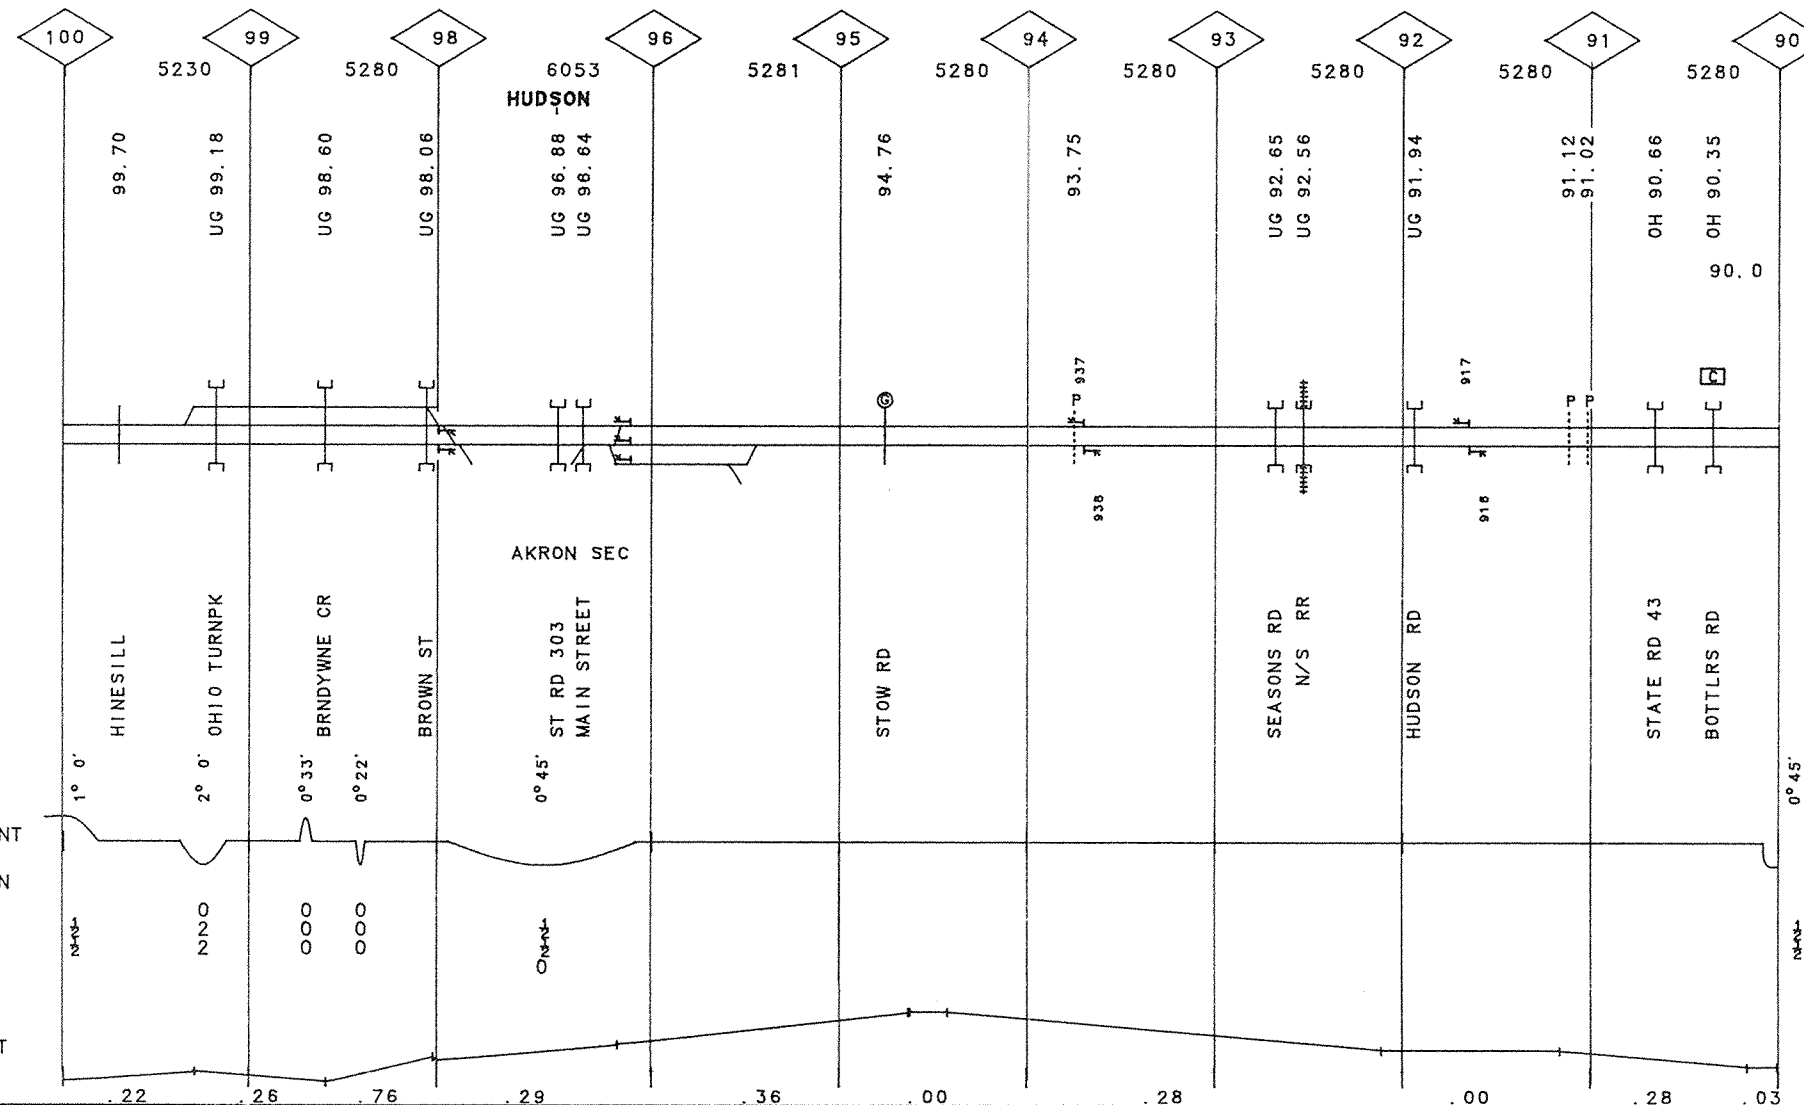 100 99 98 96 95 94 93 92 91 90
5230 5280 6053 5281 5280 5280 5280 5280 5280
HUDSON
99.70
UG 99.18
UG 98.60
UG 98.06
UG 96.88
UG 96.64
94.76
93.75
UG 92.65
UG 92.56
UG 91.94
91.12
91.02
OH 90.66
OH 90.35
90.0
937
917
C
G
P
P P
938
918
AKRON SEC
HINESILL
OHIO TURNPK
BRNDYWNE CR
BROWN ST
ST RD 303
MAIN STREET
STOW RD
SEASONS RD
N/S RR
HUDSON RD
STATE RD 43
BOTTLRS RD
1° 0'
2° 0'
0° 33'
0° 22'
0° 45'
0° 45'
NT
N
0 0 0
2 0 0
2 0 0
0
T
.22 .26 .76 .29 .36 .00 .28 .00 .28 .03